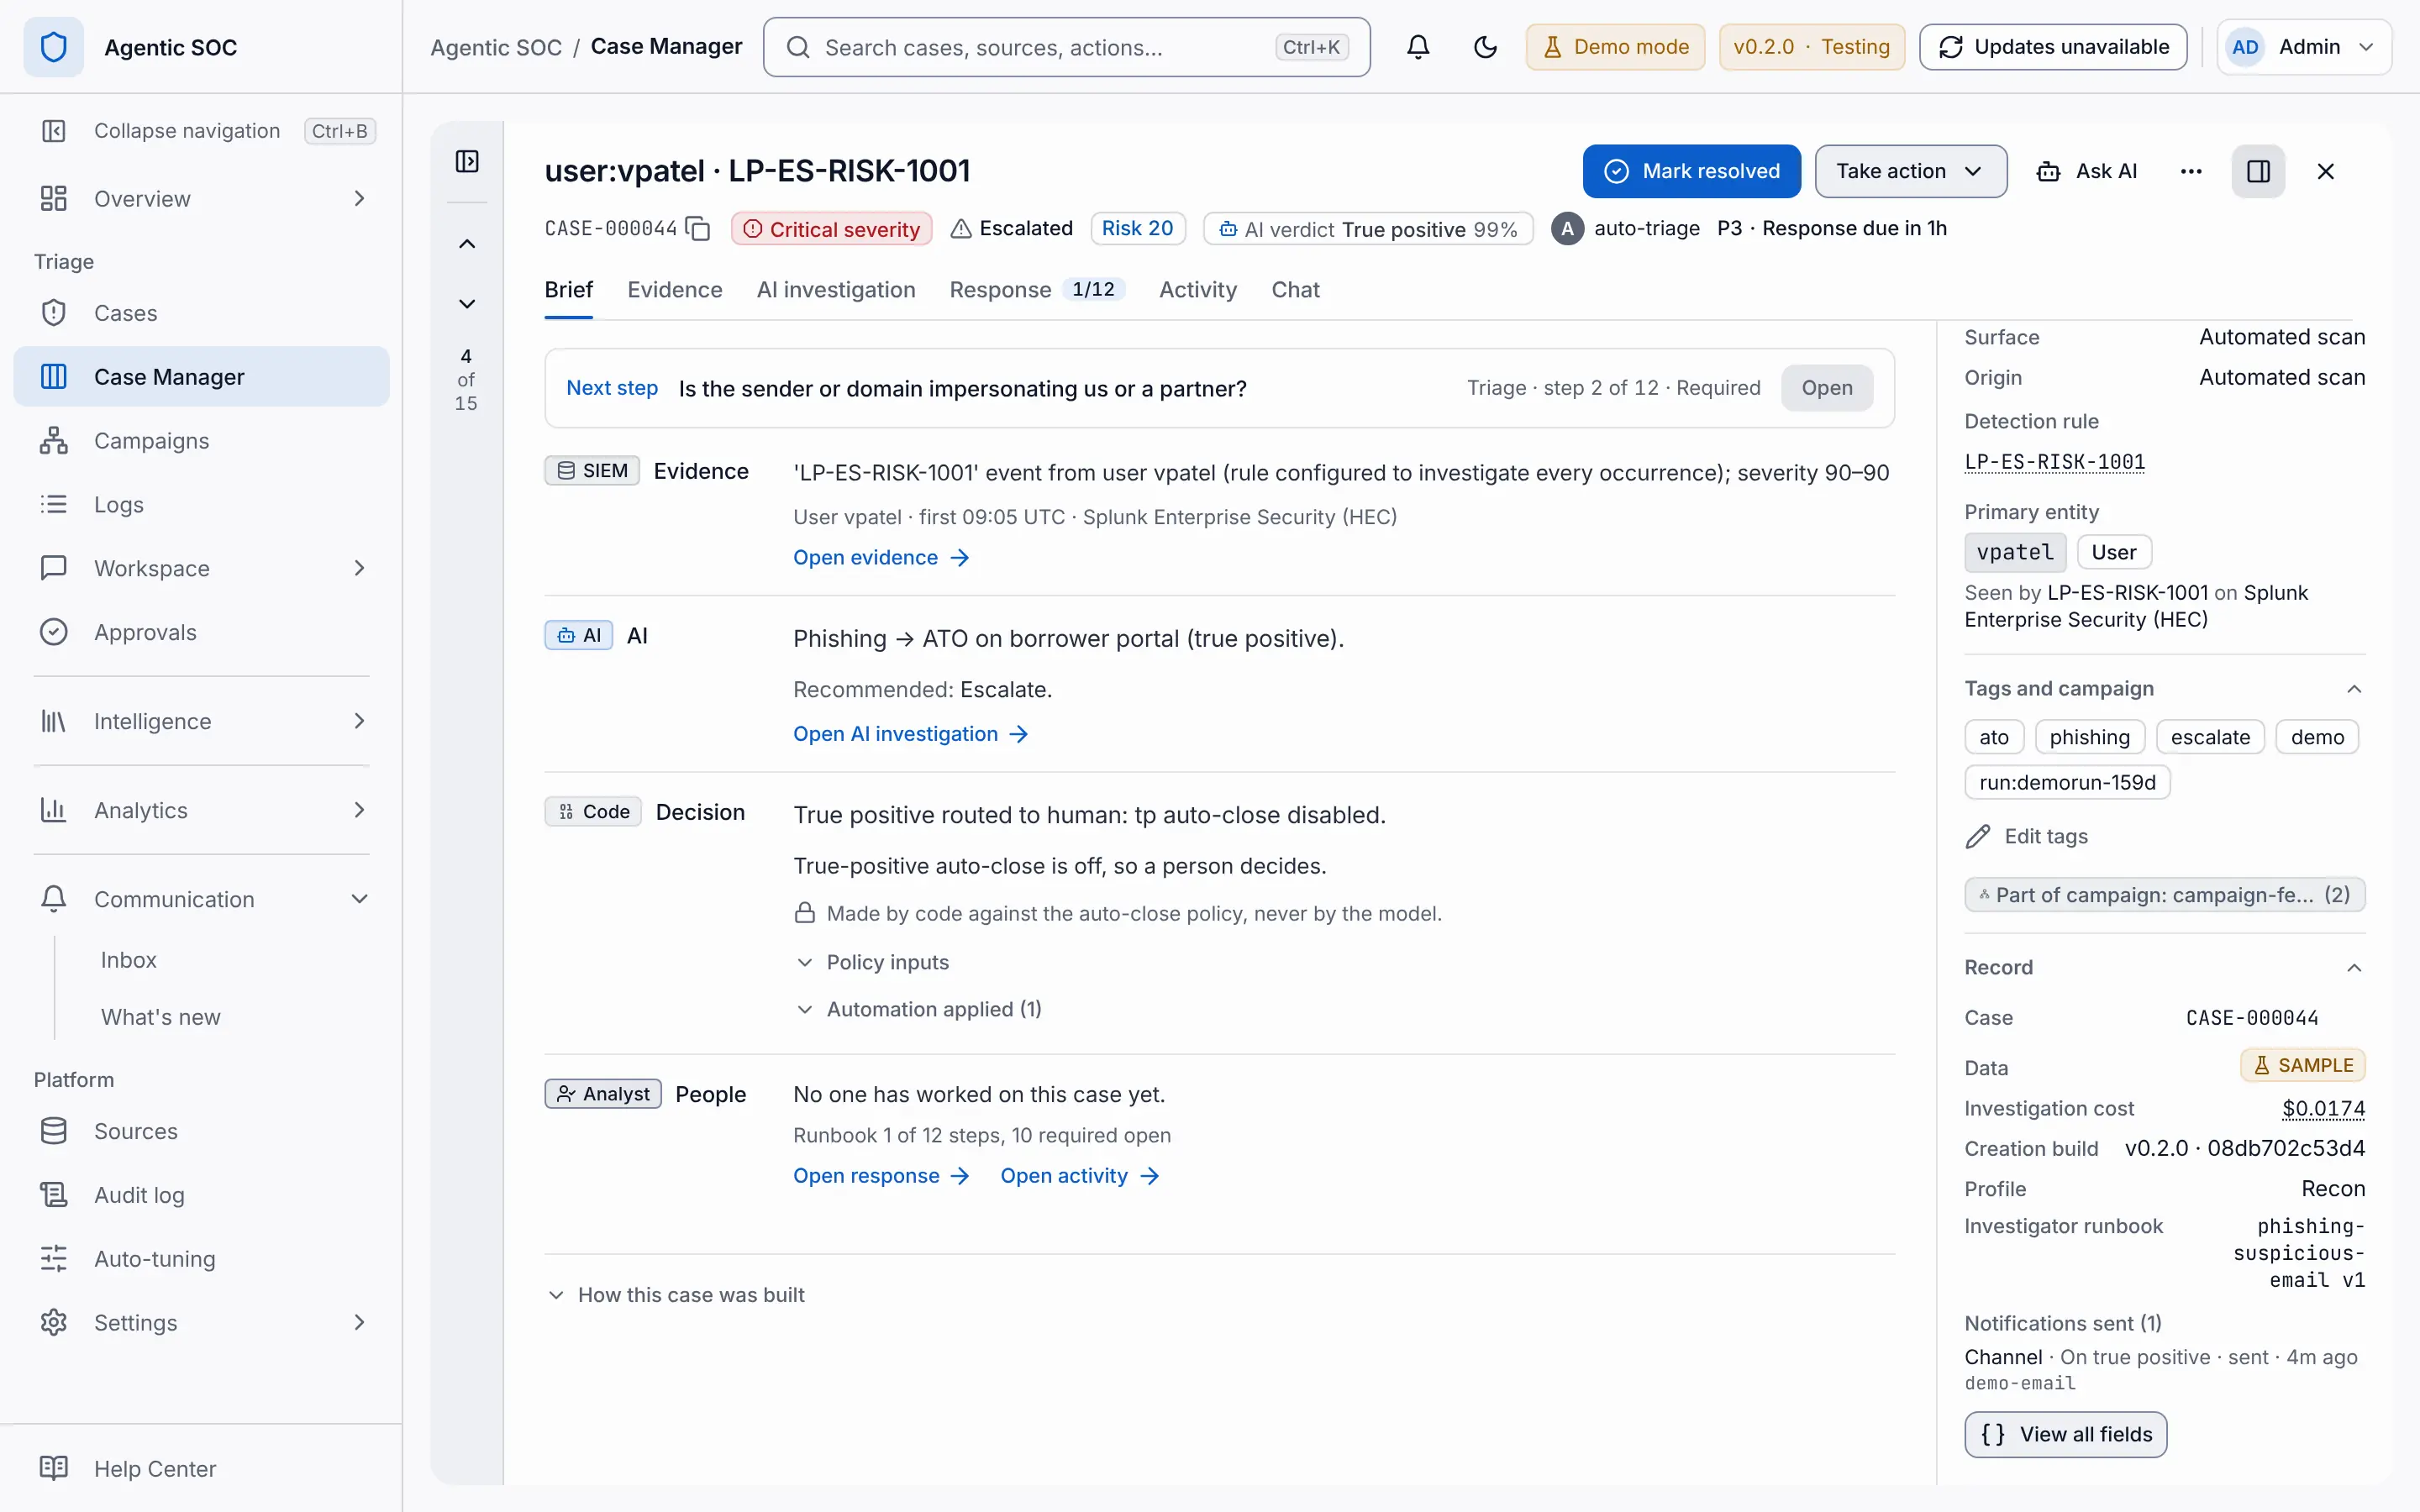 Agentic SOC
Agentic SOC / Case Manager
Search cases, sources, actions... Ctrl+K
Demo mode
v0.2.0 · Testing
Updates unavailable
AD Admin
Collapse navigation Ctrl+B
Overview
Triage
Cases
Case Manager
Campaigns
Logs
Workspace
Approvals
Intelligence
Analytics
Communication
Inbox
What's new
Platform
Sources
Audit log
Auto-tuning
Settings
Help Center
4
of
15
user:vpatel · LP-ES-RISK-1001
Mark resolved
Take action
Ask AI
CASE-000044 Critical severity Escalated Risk 20 AI verdict True positive 99% A auto-triage P3 · Response due in 1h
Brief Evidence AI investigation Response 1/12 Activity Chat
Next step Is the sender or domain impersonating us or a partner? Triage · step 2 of 12 · Required Open
SIEM Evidence
'LP-ES-RISK-1001' event from user vpatel (rule configured to investigate every occurrence); severity 90–90
User vpatel · first 09:05 UTC · Splunk Enterprise Security (HEC)
Open evidence →
AI AI
Phishing → ATO on borrower portal (true positive).
Recommended: Escalate.
Open AI investigation →
Code Decision
True positive routed to human: tp auto-close disabled.
True-positive auto-close is off, so a person decides.
Made by code against the auto-close policy, never by the model.
Policy inputs
Automation applied (1)
Analyst People
No one has worked on this case yet.
Runbook 1 of 12 steps, 10 required open
Open response → Open activity →
How this case was built
Surface Automated scan
Origin Automated scan
Detection rule
LP-ES-RISK-1001
Primary entity
vpatel User
Seen by LP-ES-RISK-1001 on Splunk
Enterprise Security (HEC)
Tags and campaign
ato phishing escalate demo
run:demorun-159d
Edit tags
Part of campaign: campaign-fe... (2)
Record
Case CASE-000044
Data SAMPLE
Investigation cost $0.0174
Creation build v0.2.0 · 08db702c53d4
Profile Recon
Investigator runbook phishing-
suspicious-
email v1
Notifications sent (1)
Channel · On true positive · sent · 4m ago
demo-email
{ } View all fields